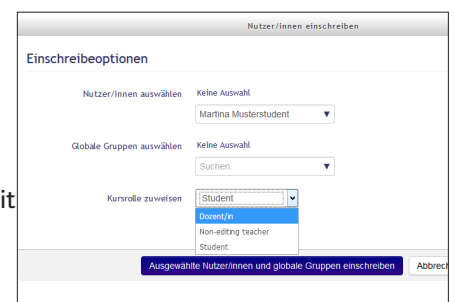 Nutzer/innen einschreiben
Einschreibeoptionen
Nutzer/innen auswählen Keine Auswahl
Martina Musterstudent ▼
Globale Gruppen auswählen Keine Auswahl
Suchen ▼
it Kursrolle zuweisen Student
Dozent/in
Non-editing teacher
Student
Ausgewählte Nutzer/innen und globale Gruppen einschreiben Abbrech